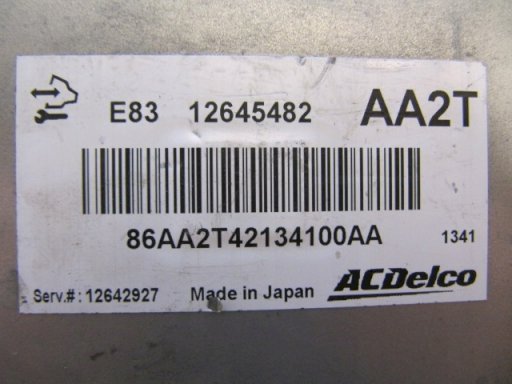 E83 12645482 AA2T
86AA2T42134100AA 1341
Serv.#: 12642927 Made in Japan ACDelco